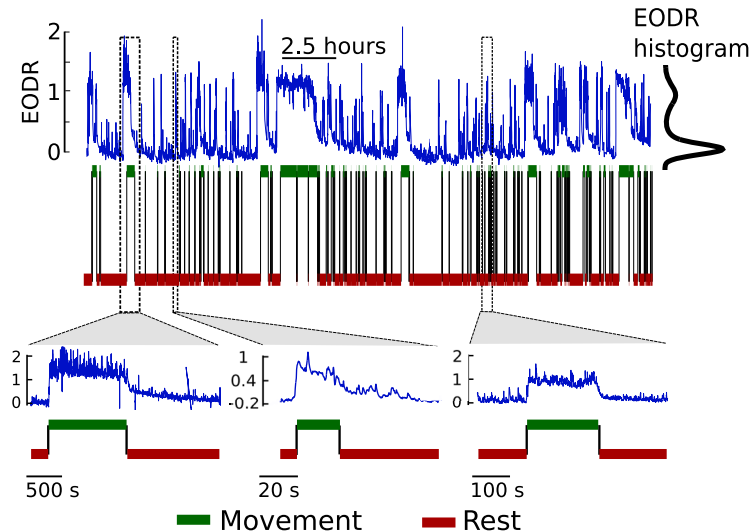 EODR
histogram
2
1
0
EODR
2.5 hours
2
1
0
1
0.4
-0.2
2
1
0
500 s
20 s
100 s
Movement
Rest